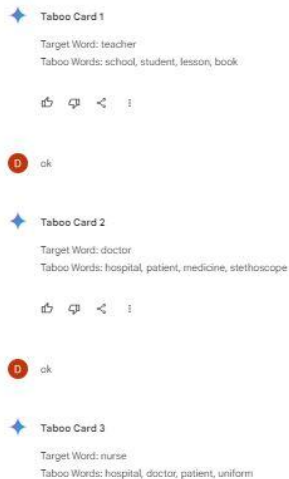 Taboo Card 1
Target Word: teacher
Taboo Words: school, student, lesson, book
D ok
Taboo Card 2
Target Word: doctor
Taboo Words: hospital, patient, medicine, stethoscope
D ok
Taboo Card 3
Target Word: nurse
Taboo Words: hospital, doctor, patient, uniform